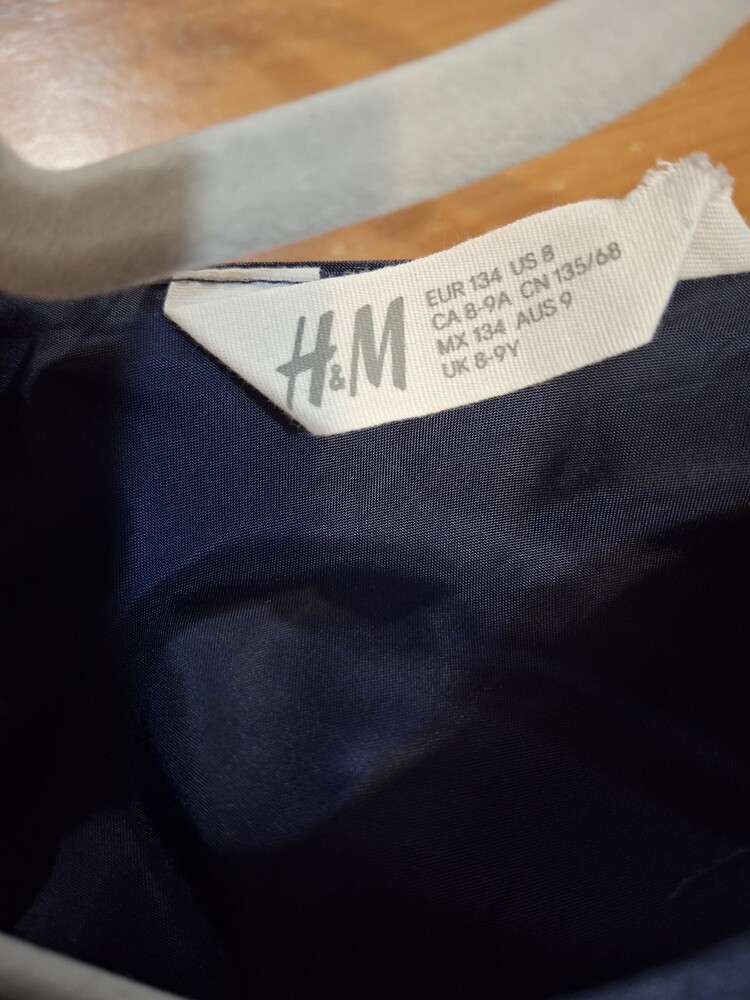 H&M
EUR 134 US 8
CA 8-9A CN 135/68
MX 134 AUS 9
UK 8-9Y